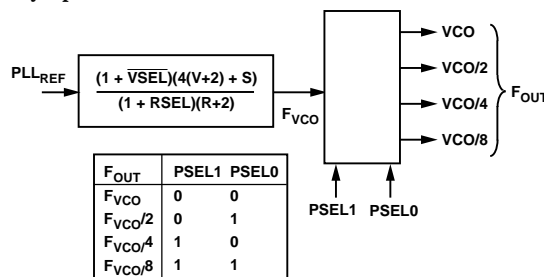 PLL_REF
(1 + V̅S̅E̅L̅)(4(V+2) + S)
(1 + RSEL)(R+2)
F_VCO
VCO
VCO/2
VCO/4
VCO/8
F_OUT
PSEL1 PSEL0
F_OUT PSEL1 PSEL0
F_VCO 0 0
F_VCO/2 0 1
F_VCO/4 1 0
F_VCO/8 1 1